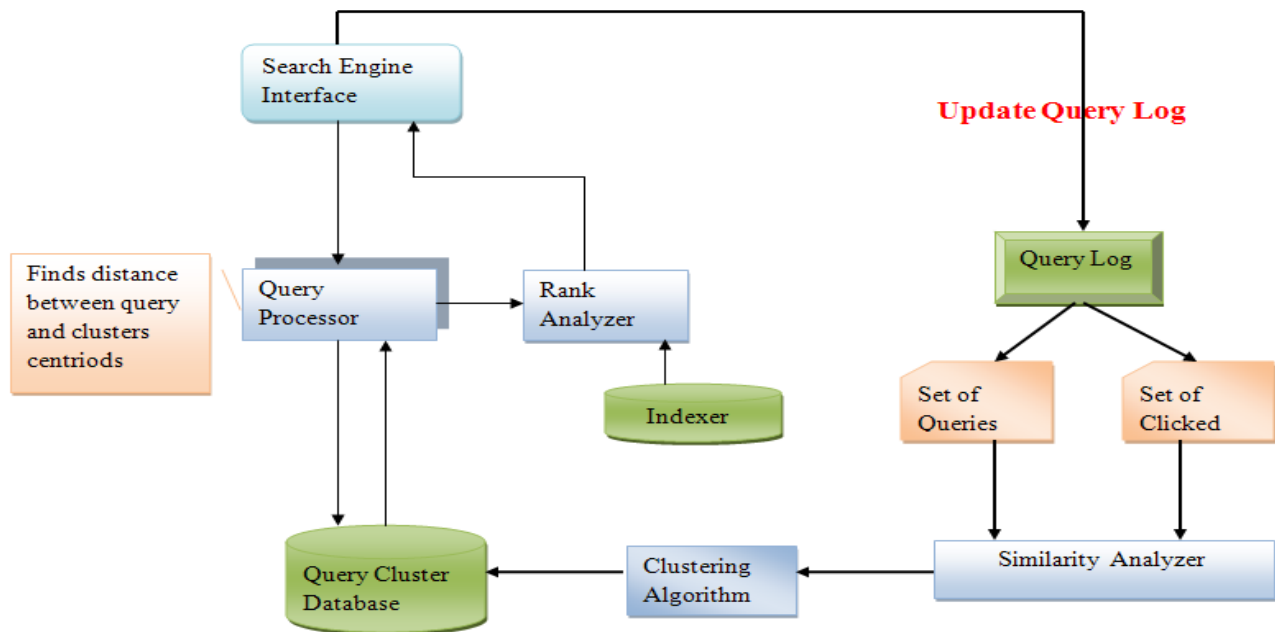 Search Engine
Interface
Update Query Log
Finds distance
between query
and clusters
centriods
Query
Processor
Rank
Analyzer
Query Log
Indexer
Set of
Queries
Set of
Clicked
Query Cluster
Database
Clustering
Algorithm
Similarity Analyzer